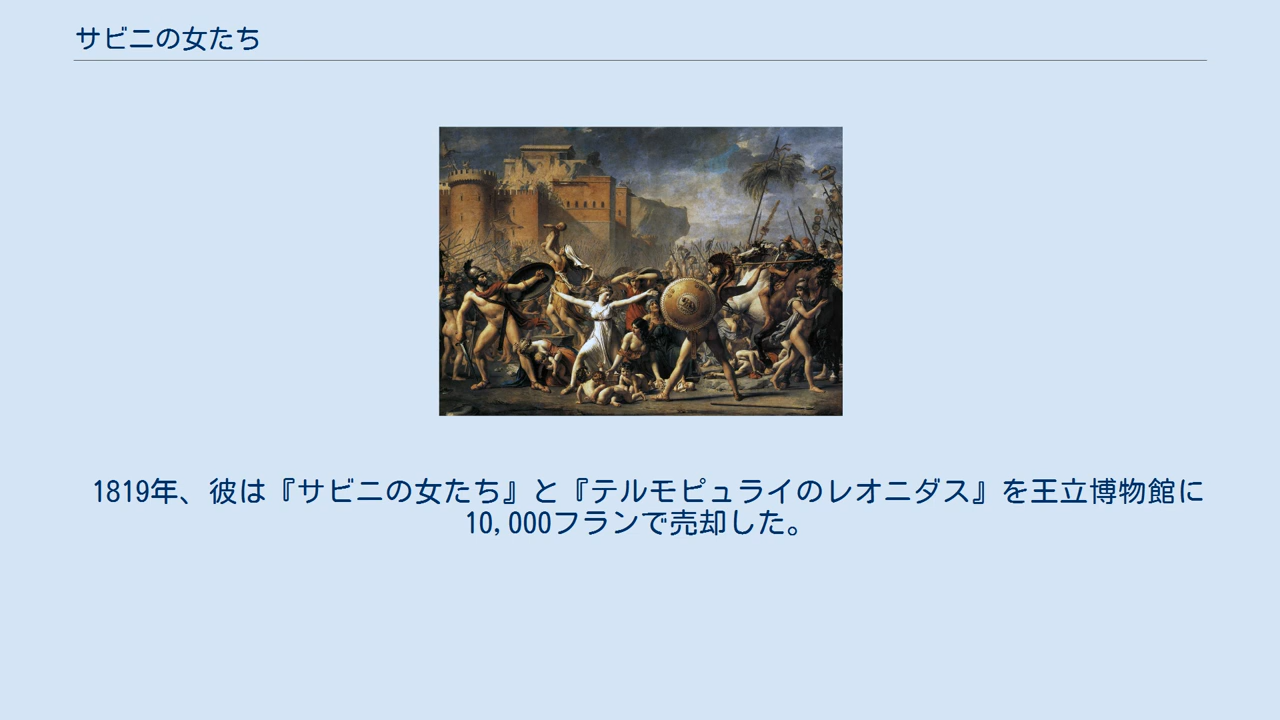 サビニの女たち
1819年、彼は『サビニの女たち』と『テルモピュライのレオニダス』を王立博物館に
10,000フランで売却した。